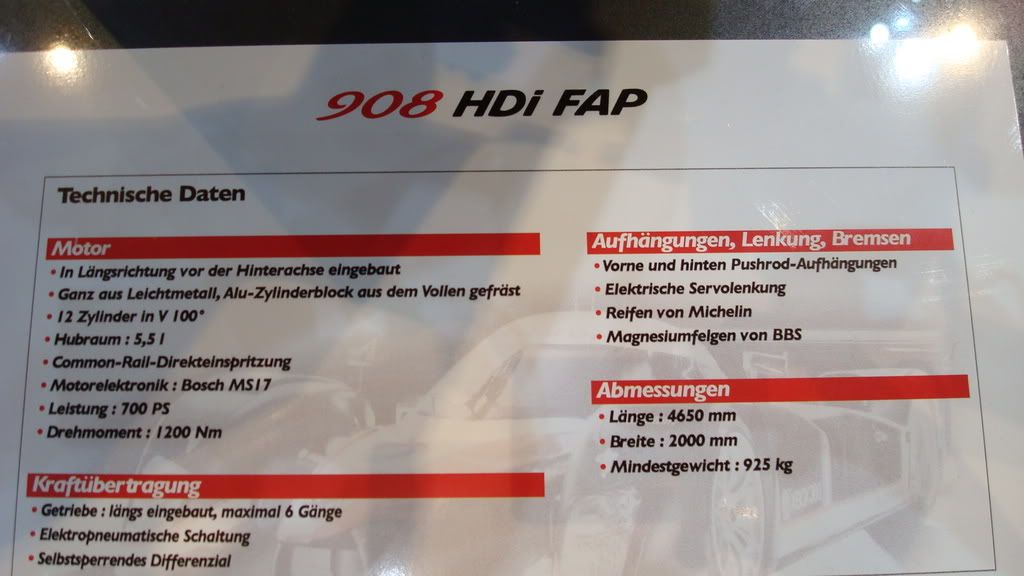 908 HDi FAP
Technische Daten
Motor
• In Längsrichtung vor der Hinterachse eingebaut
• Ganz aus Leichtmetall, Alu-Zylinderblock aus dem Vollen gefräst
• 12 Zylinder in V 100°
• Hubraum : 5,5 l
• Common-Rail-Direkteinspritzung
• Motorelektronik : Bosch MS17
• Leistung : 700 PS
• Drehmoment : 1200 Nm
Kraftübertragung
• Getriebe : längs eingebaut, maximal 6 Gänge
• Elektropneumatische Schaltung
• Selbstsperrendes Differenzial
Aufhängungen, Lenkung, Bremsen
• Vorne und hinten Pushrod-Aufhängungen
• Elektrische Servolenkung
• Reifen von Michelin
• Magnesiumfelgen von BBS
Abmessungen
• Länge : 4650 mm
• Breite : 2000 mm
• Mindestgewicht : 925 kg